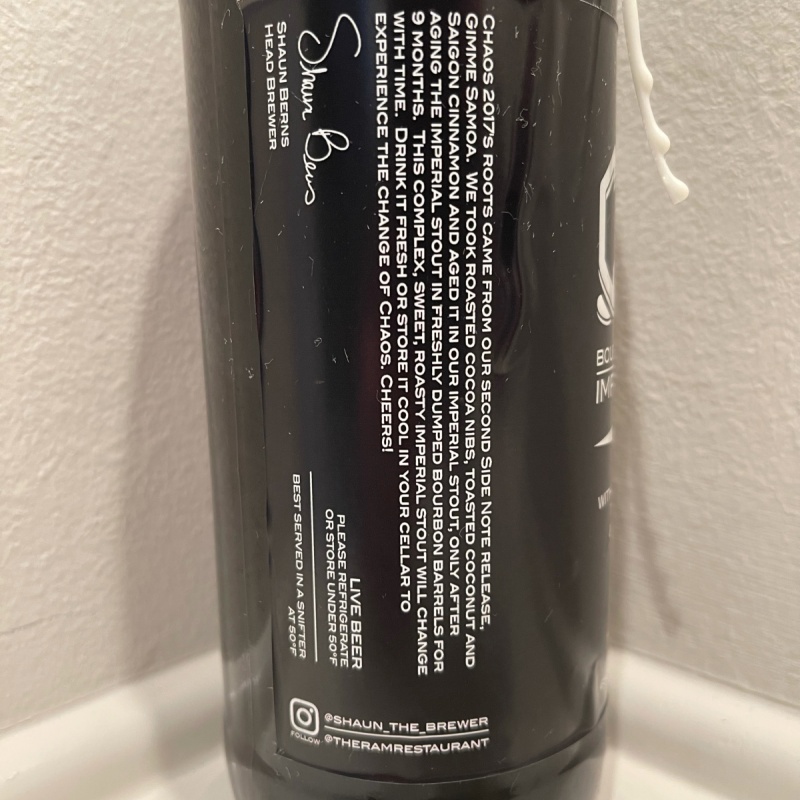 CHAOS 2017'S ROOTS CAME FROM OUR SECOND SIDE NOTE RELEASE,
GIMME SAMOA. WE TOOK ROASTED COCOA NIBS, TOASTED COCONUT AND
SAIGON CINNAMON AND AGED IT IN OUR IMPERIAL STOUT, ONLY AFTER
AGING THE IMPERIAL STOUT IN FRESHLY DUMPED BOURBON BARRELS FOR
9 MONTHS. THIS COMPLEX, SWEET, ROASTY IMPERIAL STOUT WILL CHANGE
WITH TIME. DRINK IT FRESH OR STORE IT COOL IN YOUR CELLAR TO
EXPERIENCE THE CHANGE OF CHAOS. CHEERS!
Shaun Berns
SHAUN BERNS
HEAD BREWER
LIVE BEER
PLEASE REFRIGERATE
OR STORE UNDER 50°F
BEST SERVED IN A SNIFTER
AT 50°F
FOLLOW
@SHAUN_THE_BREWER
@THERAMRESTAURANT